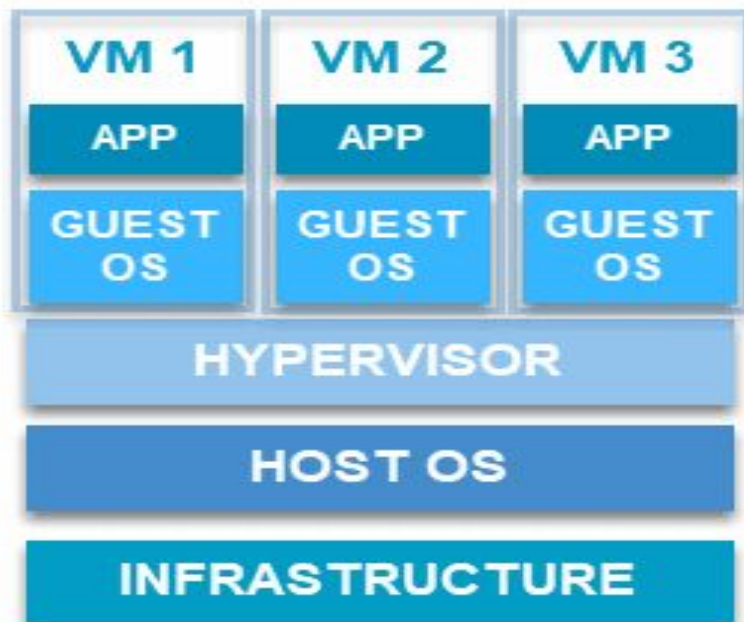 VM 1 VM 2 VM 3
APP APP APP
GUEST GUEST GUEST
OS OS OS
HYPERVISOR
HOST OS
INFRASTRUCTURE